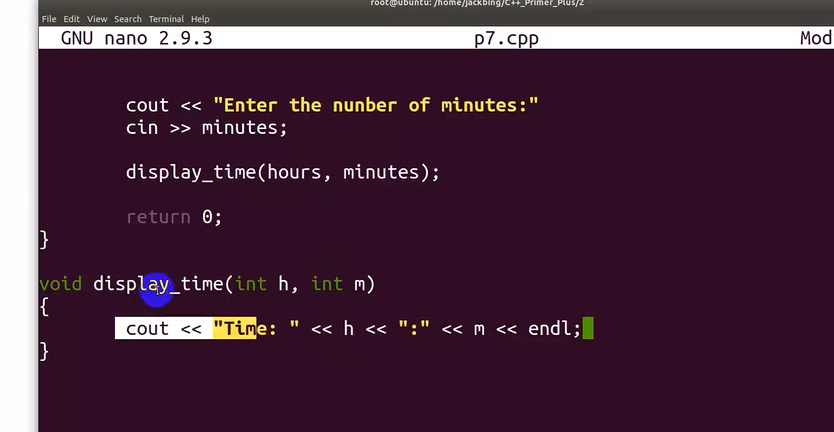 root@ubuntu: /home/jackbing/C++_Primer_Plus/2
File Edit View Search Terminal Help
GNU nano 2.9.3 p7.cpp Mod
cout << "Enter the nunber of minutes:"
cin >> minutes;
display_time(hours, minutes);
return 0;
}
void display_time(int h, int m)
{
cout << "Time: " << h << ":" << m << endl;
}